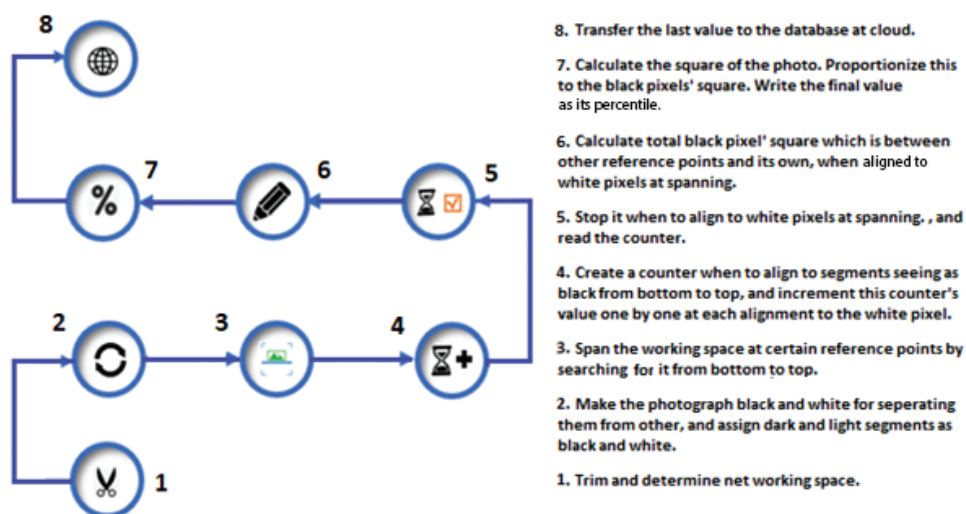 8
8. Transfer the last value to the database at cloud.
7. Calculate the square of the photo. Proportionize this
to the black pixels' square. Write the final value
as its percentile.
7
6
5
%
6. Calculate total black pixel' square which is between
other reference points and its own, when aligned to
white pixels at spanning.
5. Stop it when to align to white pixels at spanning. , and
read the counter.
4. Create a counter when to align to segments seeing as
black from bottom to top, and increment this counter's
value one by one at each alignment to the white pixel.
2
3
4
+
3. Span the working space at certain reference points by
searching for it from bottom to top.
2. Make the photograph black and white for seperating
them from other, and assign dark and light segments as
black and white.
1
1. Trim and determine net working space.